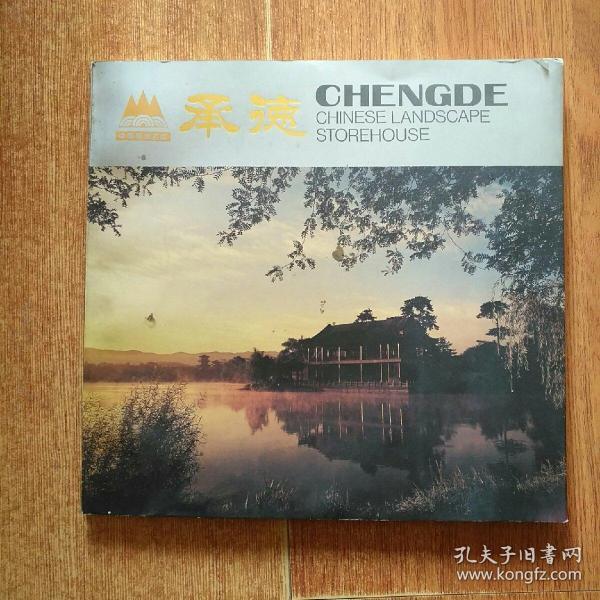 承德
CHENGDE
CHINESE LANDSCAPE
STOREHOUSE
孔夫子旧书网
www.kongfz.com